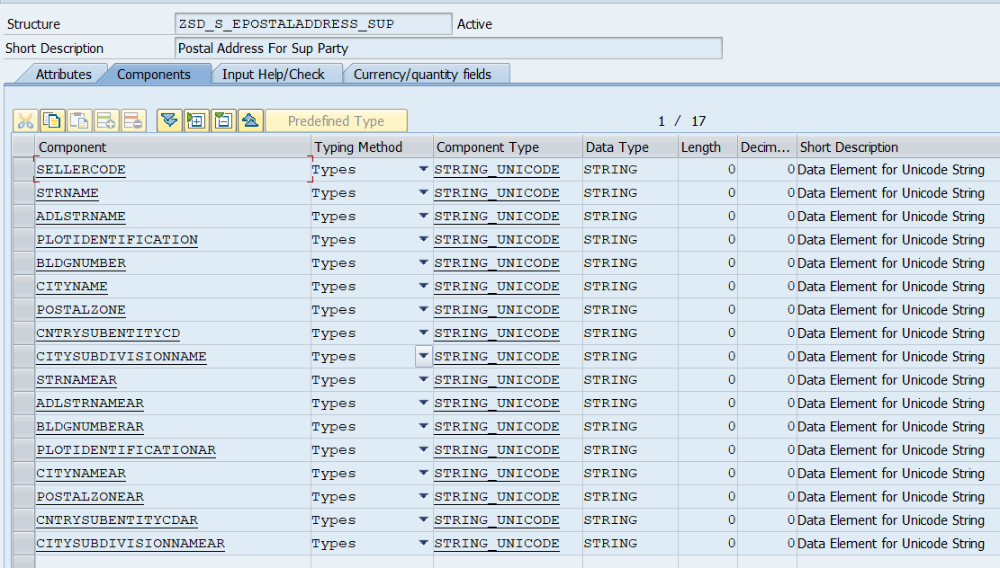 Structure ZSD_S_EPOSTALADDRESS_SUP Active
Short Description Postal Address For Sup Party
Attributes Components Input Help/Check Currency/quantity fields
Predefined Type 1 / 17
Component Typing Method Component Type Data Type Length Decim... Short Description
SELLERCODE Types STRING_UNICODE STRING 0 0 Data Element for Unicode String
STRNAME Types STRING_UNICODE STRING 0 0 Data Element for Unicode String
ADLSTRNAME Types STRING_UNICODE STRING 0 0 Data Element for Unicode String
PLOTIDENTIFICATION Types STRING_UNICODE STRING 0 0 Data Element for Unicode String
BLDGNUMBER Types STRING_UNICODE STRING 0 0 Data Element for Unicode String
CITYNAME Types STRING_UNICODE STRING 0 0 Data Element for Unicode String
POSTALZONE Types STRING_UNICODE STRING 0 0 Data Element for Unicode String
CNTRYSUBENTITYCD Types STRING_UNICODE STRING 0 0 Data Element for Unicode String
CITYSUBDIVISIONNAME Types STRING_UNICODE STRING 0 0 Data Element for Unicode String
STRNAMEAR Types STRING_UNICODE STRING 0 0 Data Element for Unicode String
ADLSTRNAMEAR Types STRING_UNICODE STRING 0 0 Data Element for Unicode String
BLDGNUMBERAR Types STRING_UNICODE STRING 0 0 Data Element for Unicode String
PLOTIDENTIFICATIONAR Types STRING_UNICODE STRING 0 0 Data Element for Unicode String
CITYNAMEAR Types STRING_UNICODE STRING 0 0 Data Element for Unicode String
POSTALZONEAR Types STRING_UNICODE STRING 0 0 Data Element for Unicode String
CNTRYSUBENTITYCDAR Types STRING_UNICODE STRING 0 0 Data Element for Unicode String
CITYSUBDIVISIONNAMEAR Types STRING_UNICODE STRING 0 0 Data Element for Unicode String